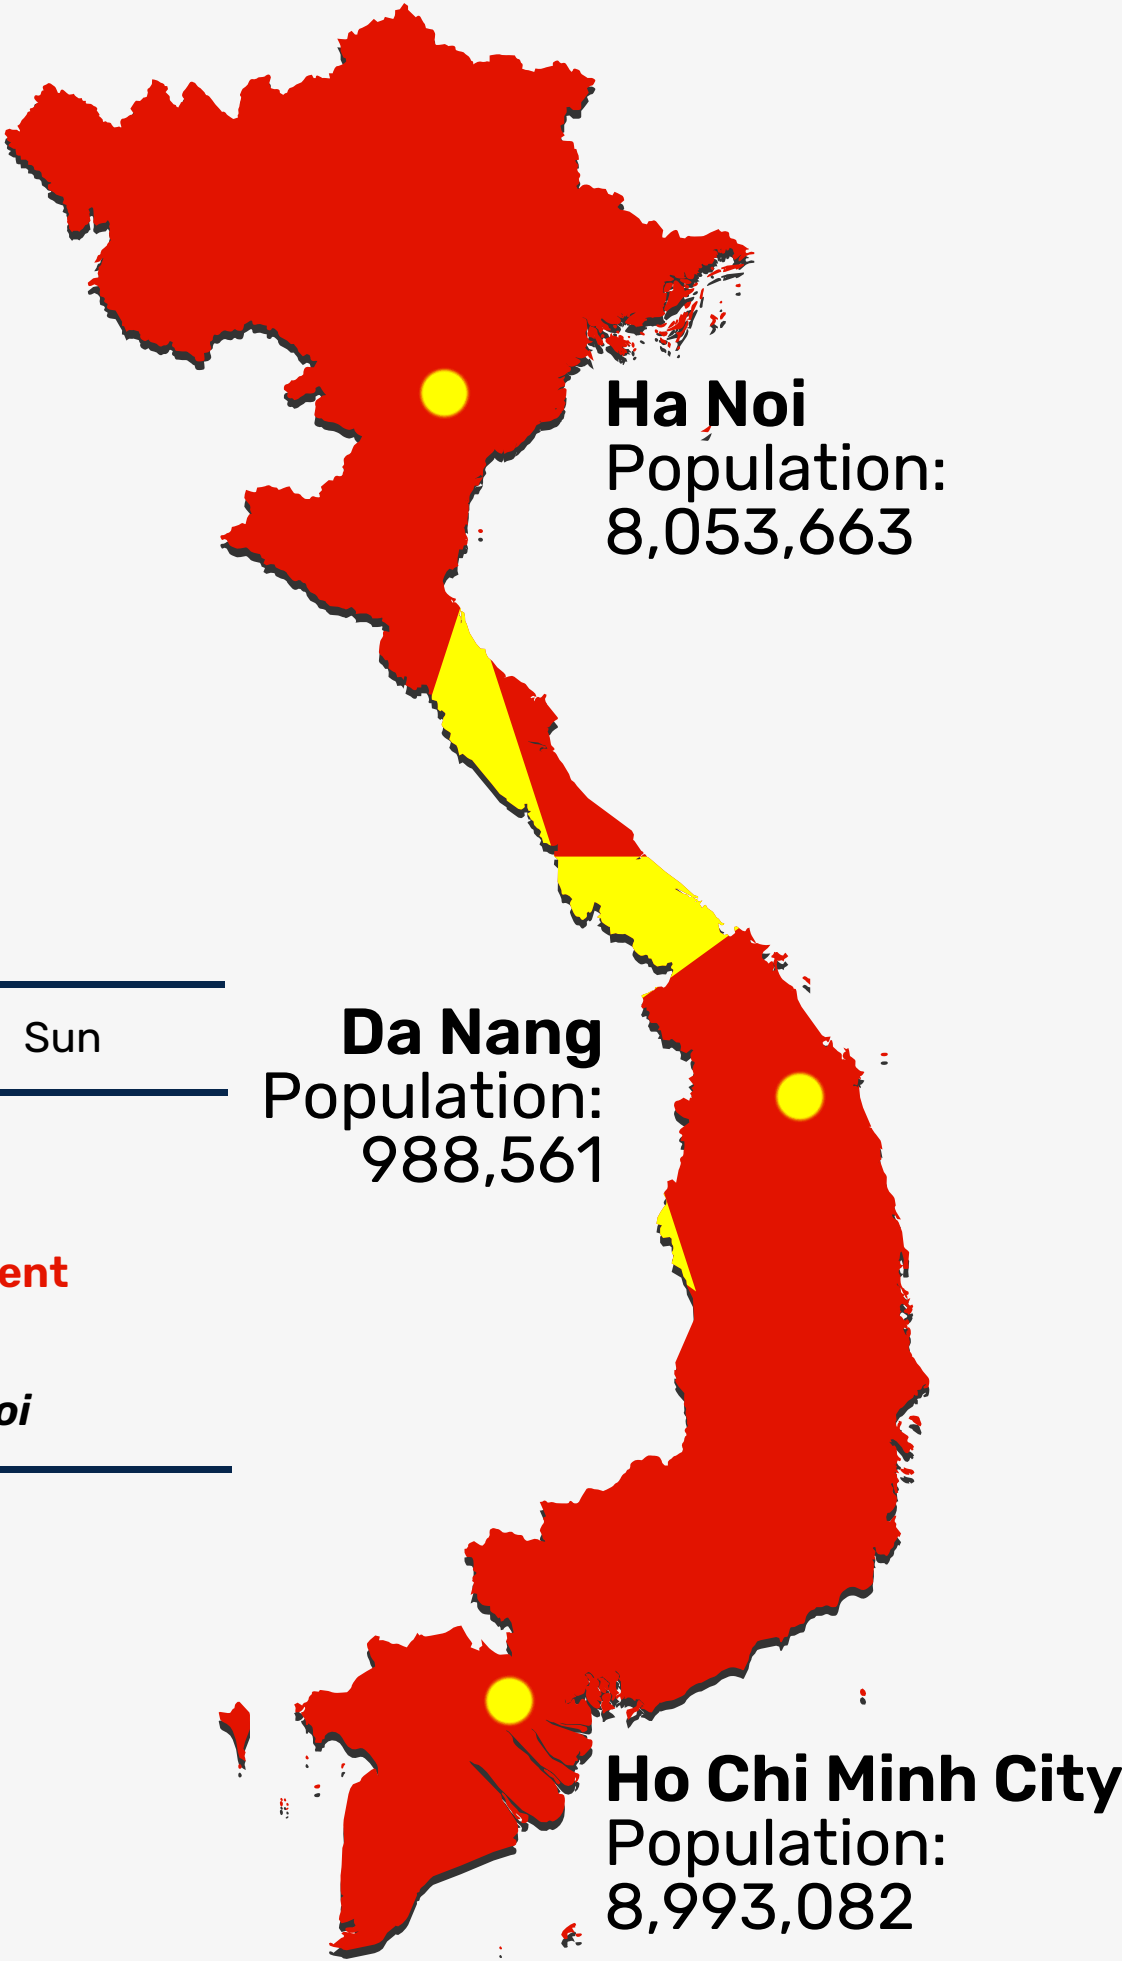 Ha Noi
Population:
8,053,663
Sun
Da Nang
Population:
988,561
ent
oi
Ho Chi Minh City
Population:
8,993,082